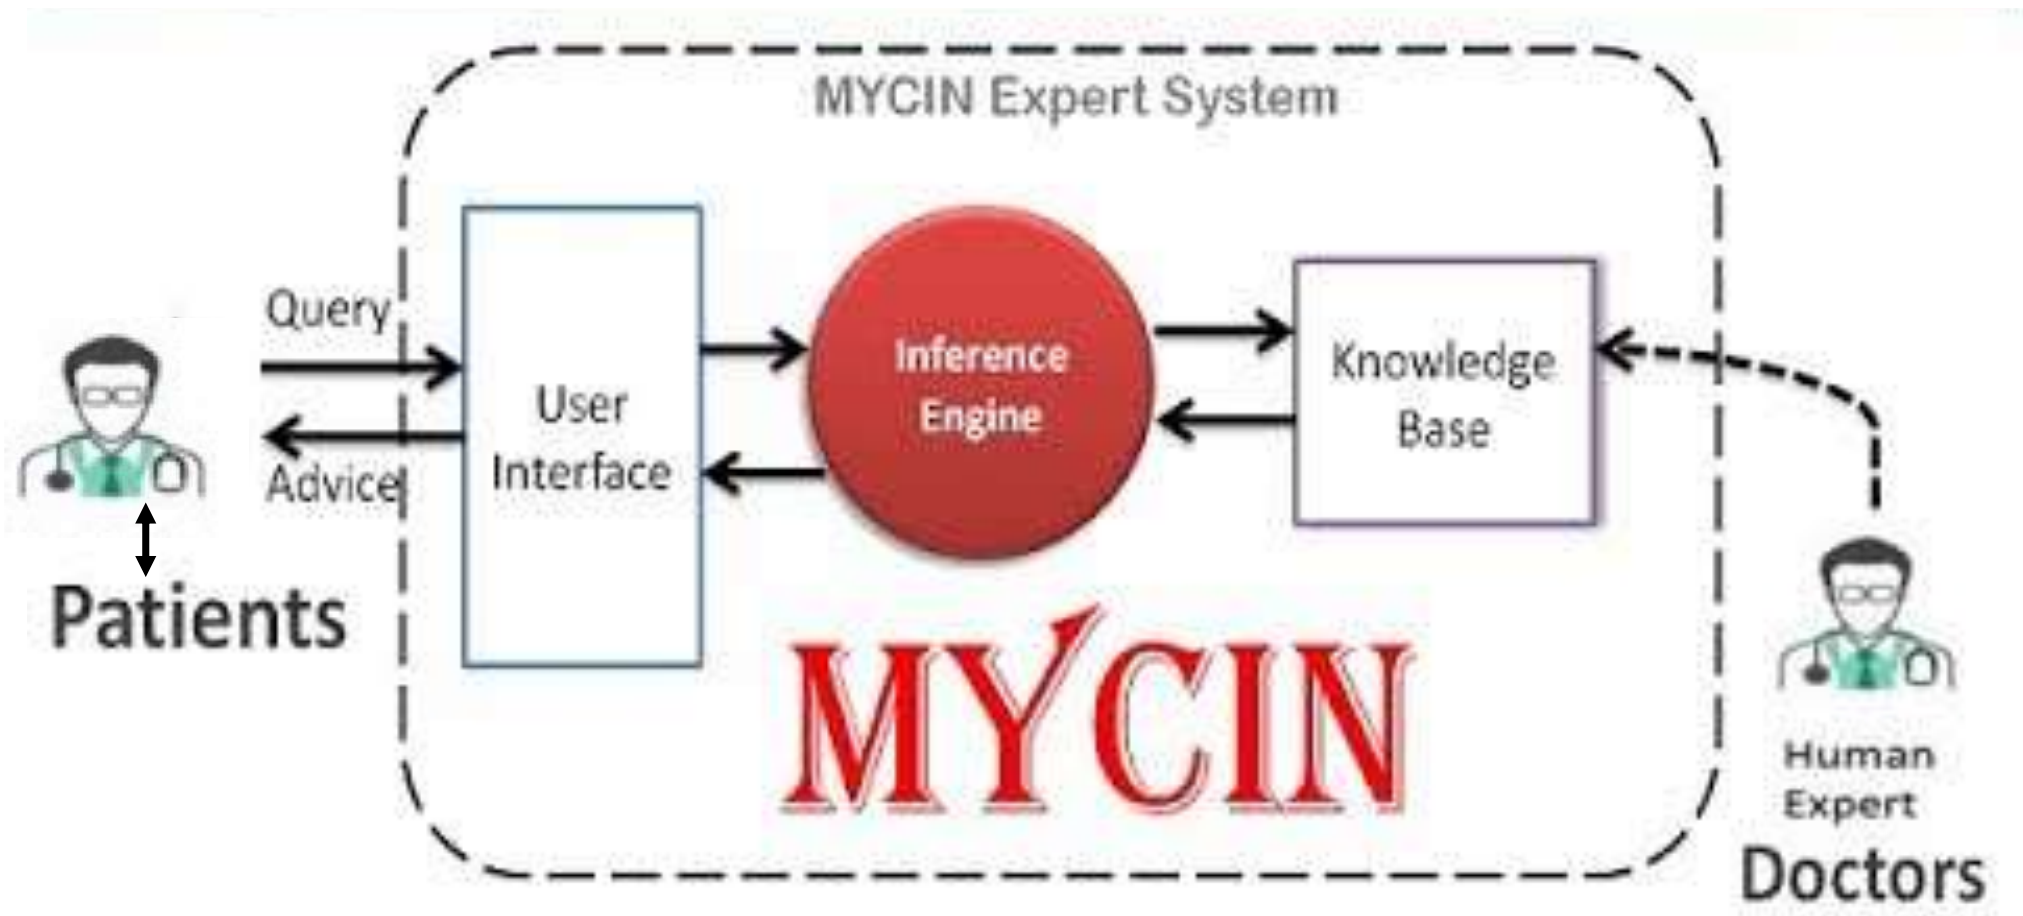 MYCIN Expert System
Query
Advice
Patients
User
Interface
Inference
Engine
Knowledge
Base
MYCIN
Human
Expert
Doctors